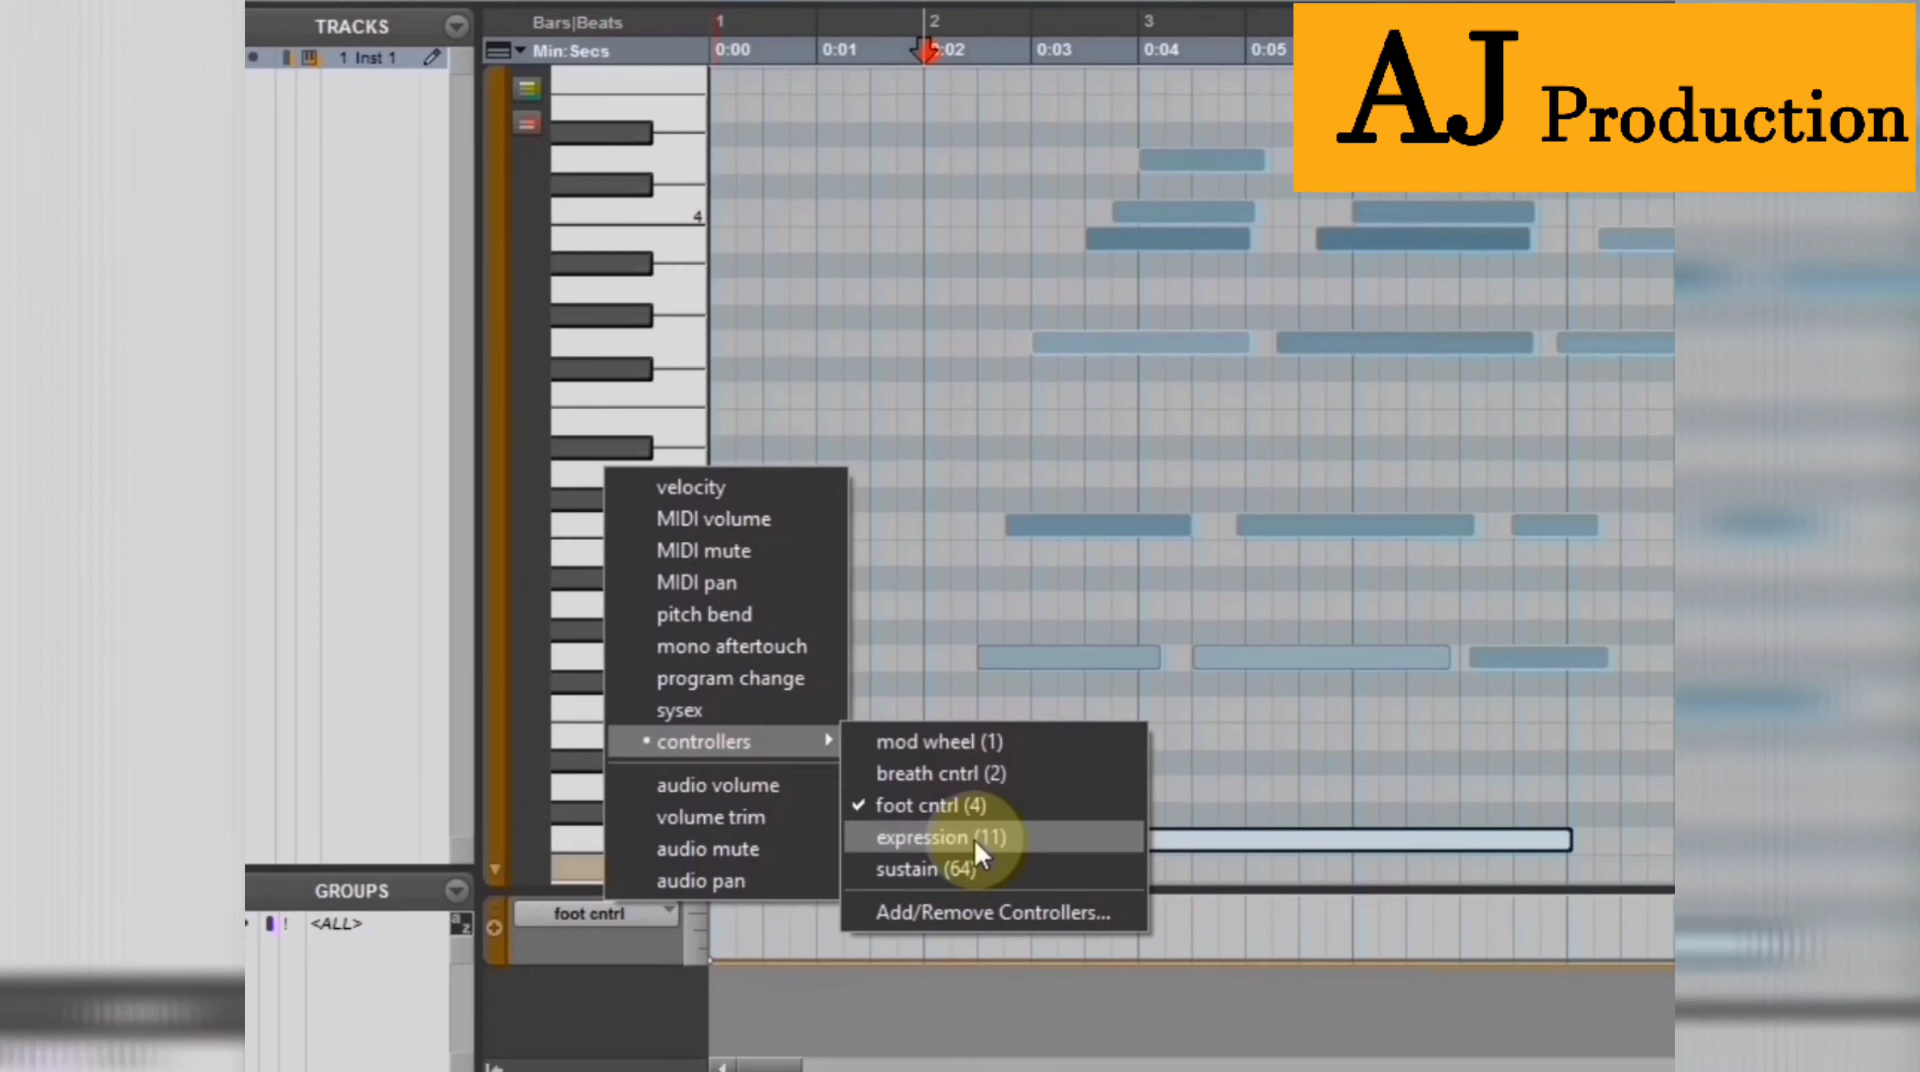 TRACKS
1 Inst 1
Bars|Beats
1
2
3
Min:Secs
0:00
0:01
0:02
0:03
0:04
0:05
AJ Production
4
velocity
MIDI volume
MIDI mute
MIDI pan
pitch bend
mono aftertouch
program change
sysex
• controllers
audio volume
volume trim
audio mute
audio pan
mod wheel (1)
breath cntrl (2)
foot cntrl (4)
expression (11)
sustain (64)
Add/Remove Controllers...
GROUPS
! <ALL>
a z
foot cntrl